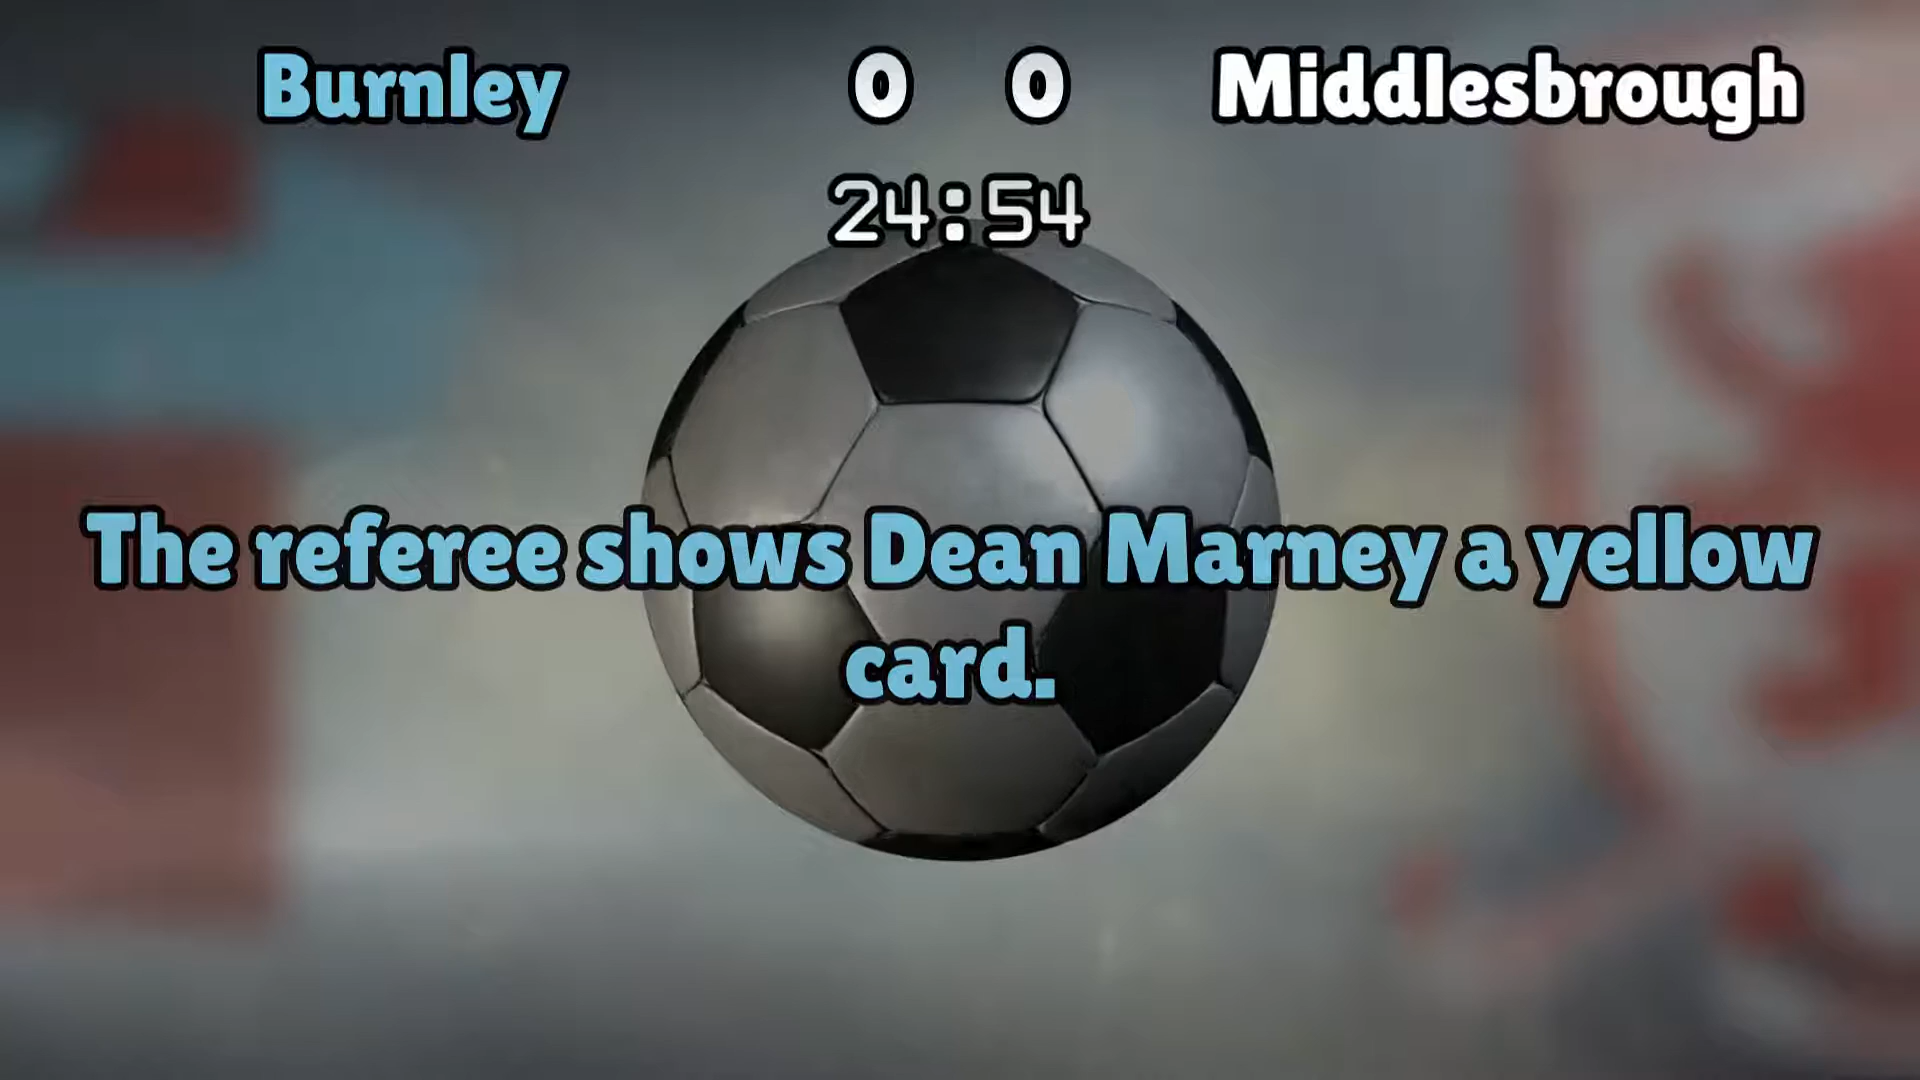 Burnley 0 0 Middlesbrough
24:54
The referee shows Dean Marney a yellow
card.